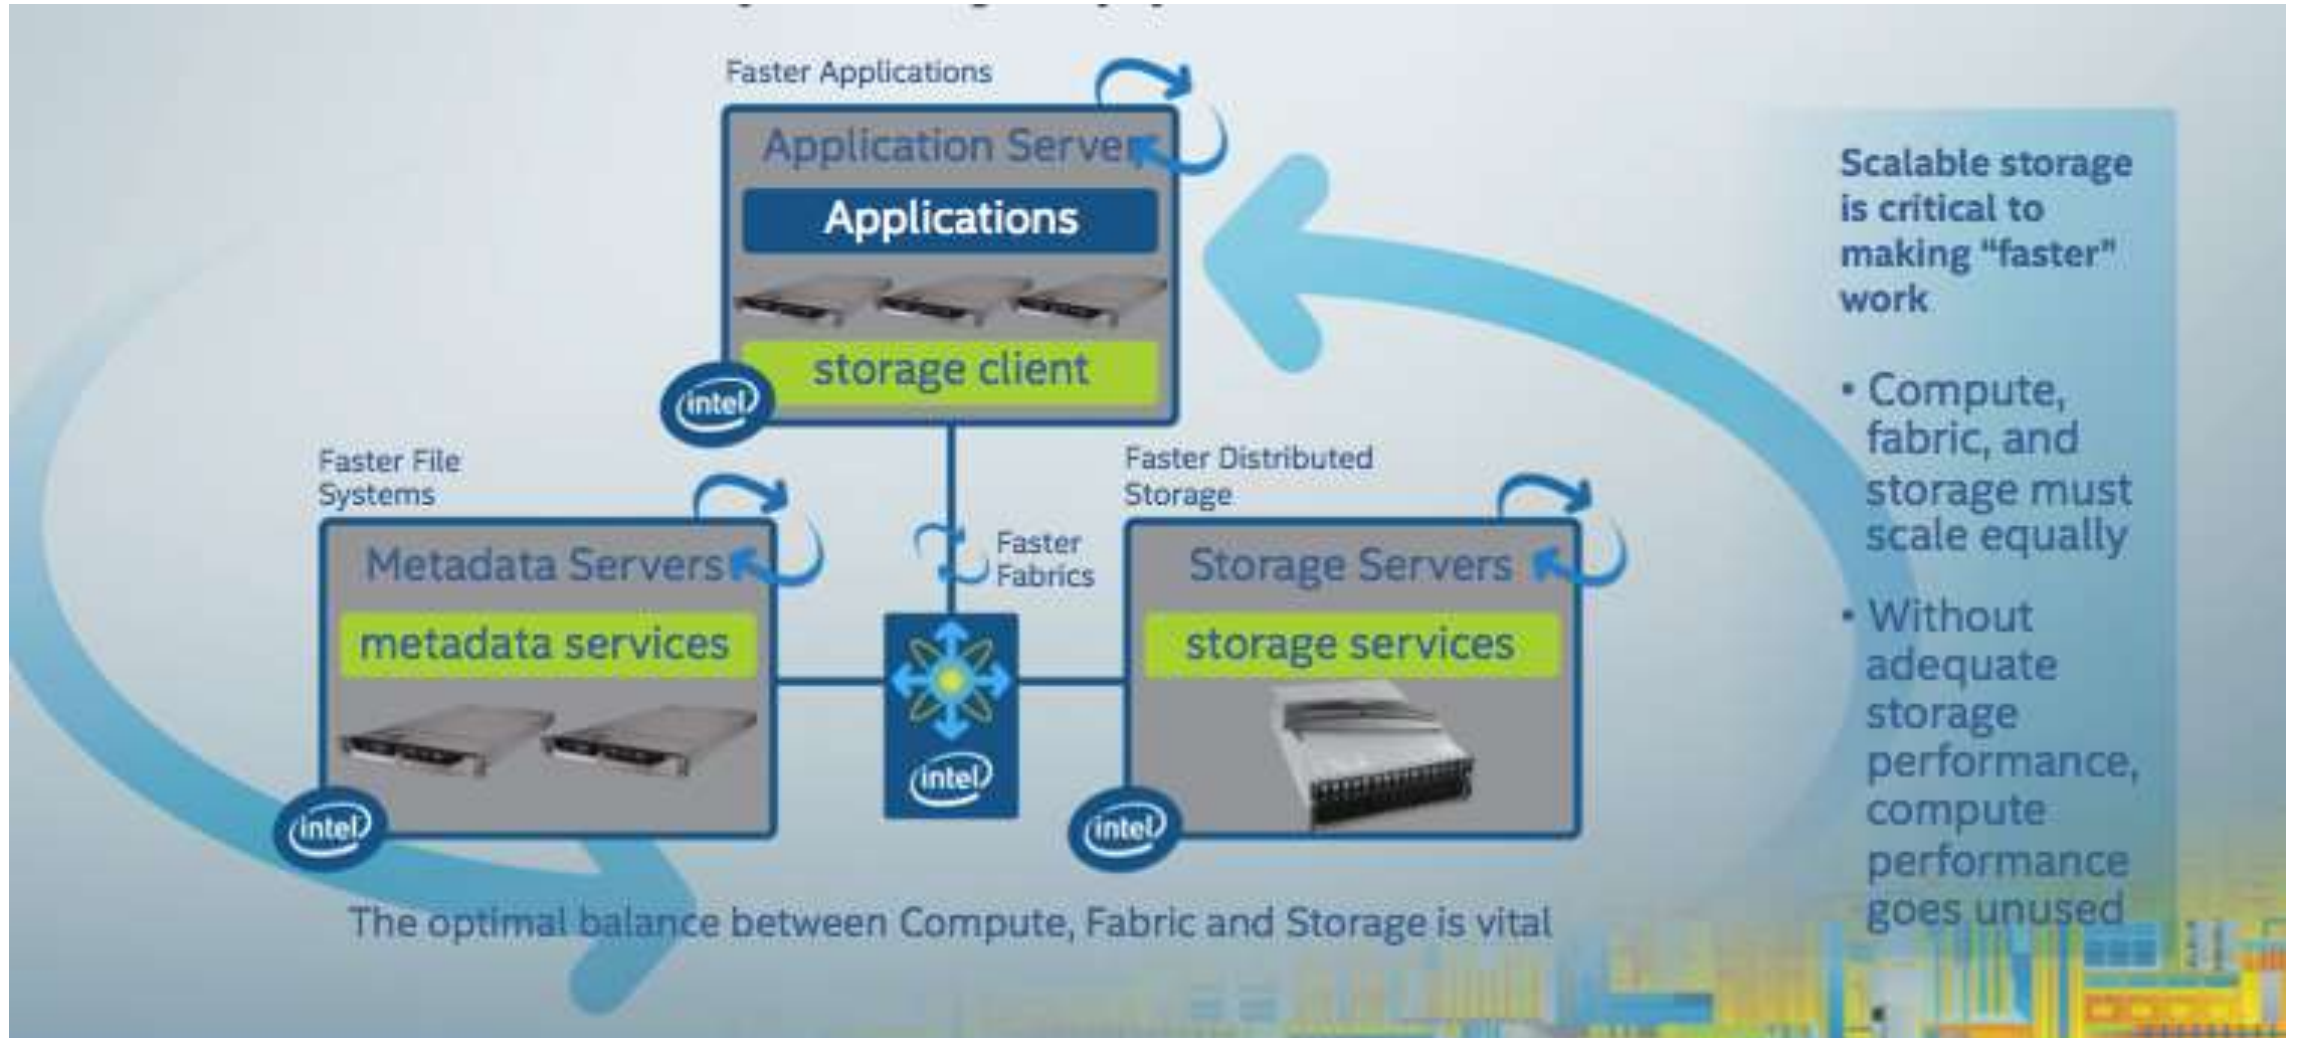 Faster Applications
Application Server
Applications
storage client
intel
Faster File
Systems
Metadata Servers
metadata services
intel
Faster
Fabrics
intel
Faster Distributed
Storage
Storage Servers
storage services
intel
The optimal balance between Compute, Fabric and Storage is vital
Scalable storage
is critical to
making “faster”
work
• Compute,
fabric, and
storage must
scale equally
• Without
adequate
storage
performance,
compute
performance
goes unused